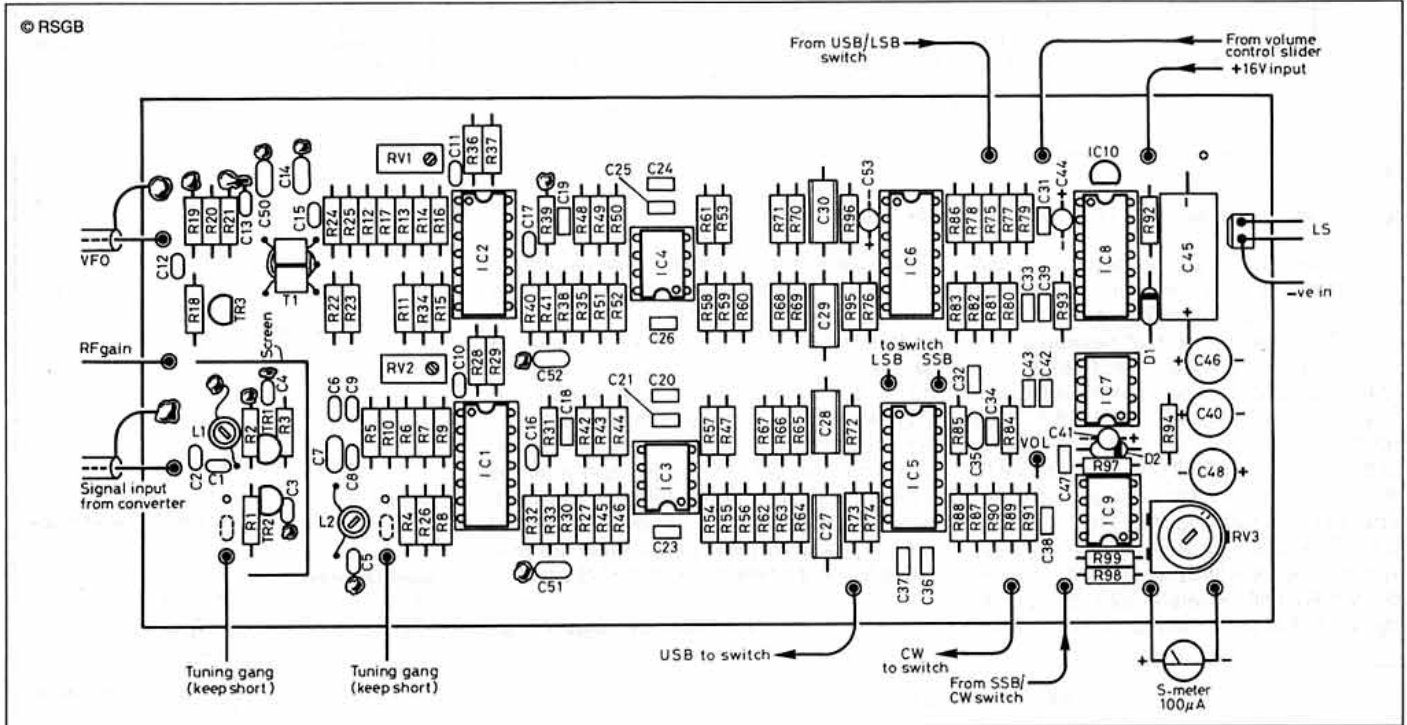 © RSGB
From USB/LSB
switch
From volume
control slider
+16V input
VFO
RFgain
Signal input
from converter
Tuning gang
(keep short)
Tuning gang
(keep short)
USB to switch
CW
to switch
From SSB/
CW switch
S-meter
100µA
+
-
LS
-ve in
Screen
to switch
LSB
SSB
VOL
R19
R20
R21
C13
C50
C14
C15
C12
R18
TR3
T1
R24
R25
R12
R17
R13
R14
R16
RV1
C11
R36
R37
IC2
R22
R23
R11
R34
R15
C17
R39
C19
R48
R49
R50
C25
C24
IC4
R61
R53
R40
R41
R38
R35
R51
R52
C26
R58
R59
R60
R71
R70
C30
R96
C53
+
IC6
R68
R69
C29
R95
R76
R86
R78
R75
R77
R79
C31
C44
+
IC10
R83
R82
R81
R80
C33
C39
R93
IC8
R92
D1
C45
+
-
C4
L1
R2
TR1
R3
C2
C1
R1
TR2
C3
C6
C9
C7
C8
L2
C5
RV2
C10
R28
R29
R5
R10
R6
R7
R9
IC1
R4
R26
R8
C52
C16
R31
C18
R42
R43
R44
C21
C20
IC3
R57
R47
R32
R33
R30
R27
R45
R46
C23
C51
R54
R55
R56
R62
R63
R64
R67
R66
R65
C28
R72
C27
R73
R74
IC5
C37
C36
C32
R85
C35
C34
R84
C43
C42
R88
R87
R90
R89
R91
C38
C47
IC7
C41
-
+
D2
R97
IC9
R99
R98
R94
+
C46
-
+
C40
-
-
C48
+
RV3